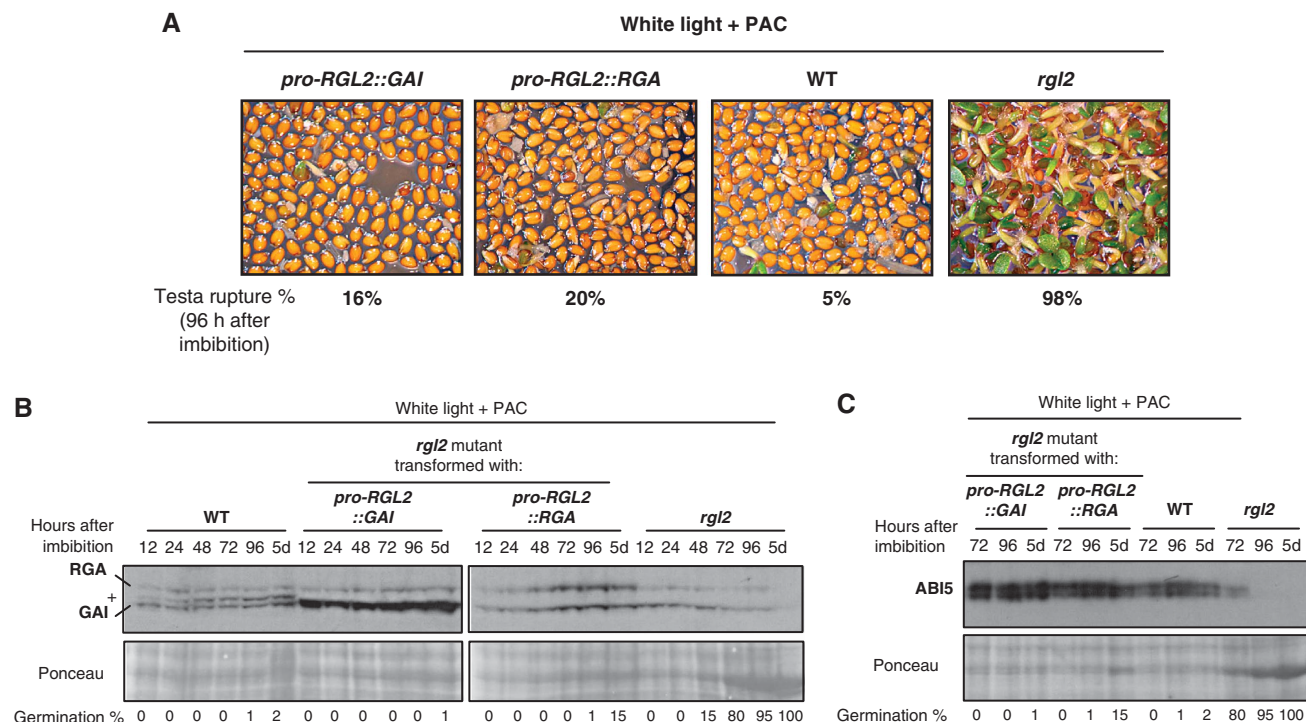 A
White light + PAC
pro-RGL2::GAI pro-RGL2::RGA WT rgl2
Testa rupture % 16% 20% 5% 98%
(96 h after
imbibition)
B
White light + PAC
rgl2 mutant
transformed with:
pro-RGL2 pro-RGL2
WT ::GAI ::RGA rgl2
Hours after
imbibition 12 24 48 72 96 5d 12 24 48 72 96 5d 12 24 48 72 96 5d 12 24 48 72 96 5d
RGA
+
GAI
Ponceau
Germination % 0 0 0 0 1 2 0 0 0 0 0 1 0 0 0 0 1 15 0 0 15 80 95 100
C
White light + PAC
rgl2 mutant
transformed with:
pro-RGL2 pro-RGL2
::GAI ::RGA WT rgl2
Hours after
imbibition 72 96 5d 72 96 5d 72 96 5d 72 96 5d
ABI5
Ponceau
Germination % 0 0 1 0 1 15 0 1 2 80 95 100